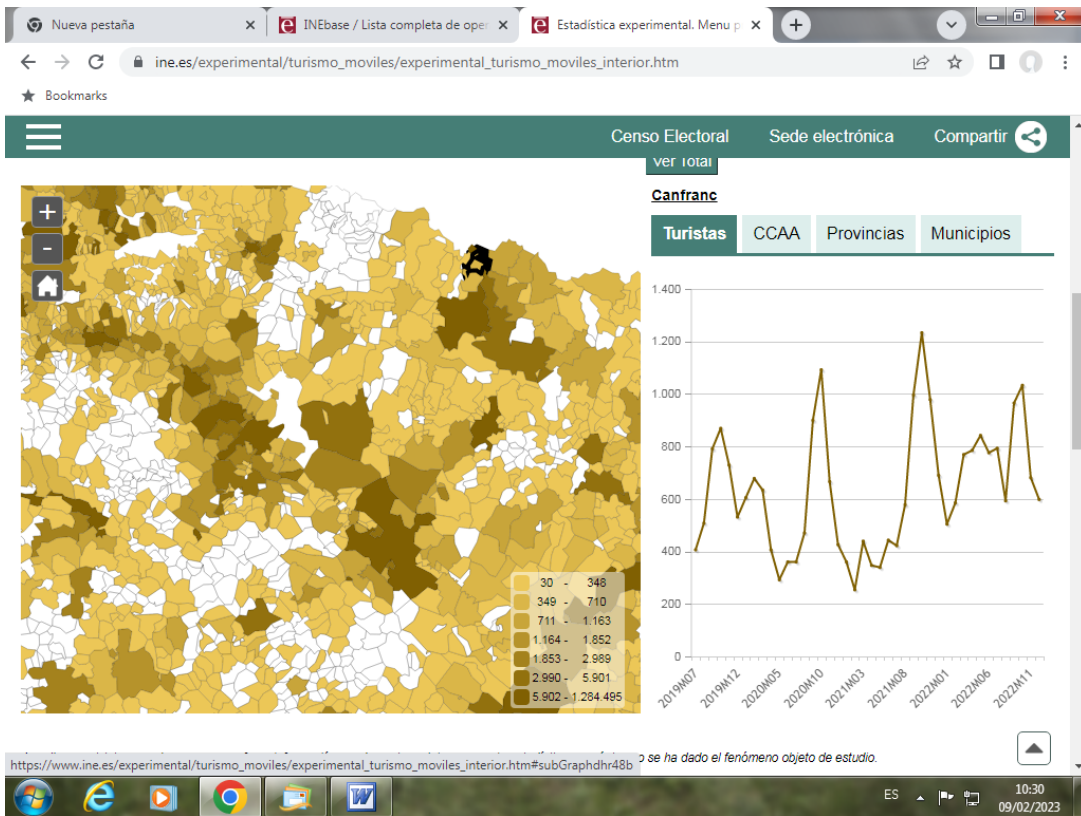 Nueva pestaña
INEbase / Lista completa de oper
Estadística experimental. Menu p
ine.es/experimental/turismo_moviles/experimental_turismo_moviles_interior.htm
Bookmarks
Censo Electoral Sede electrónica Compartir
Ver Total
Canfranc
Turistas CCAA Provincias Municipios
+
-
1.400
1.200
1.000
800
600
400
200
0
2019M07 2019M12 2020M05 2020M10 2021M03 2021M08 2022M01 2022M06 2022M11
30 - 348
349 - 710
711 - 1.163
1.164 - 1.852
1.853 - 2.989
2.990 - 5.901
5.902 - 1.284.495
se ha dado el fenómeno objeto de estudio.
https://www.ine.es/experimental/turismo_moviles/experimental_turismo_moviles_interior.htm#subGraphdhr48b
ES 10:30
09/02/2023